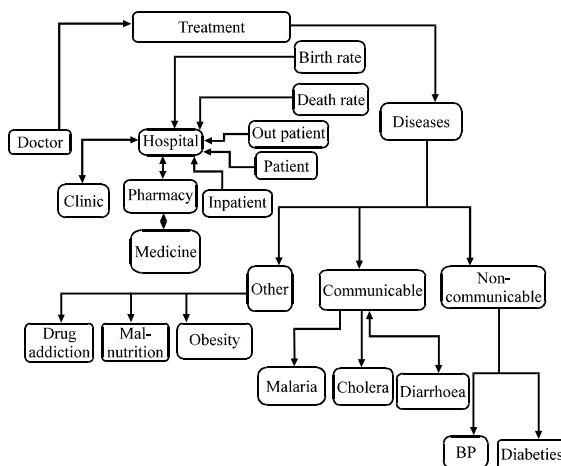 Treatment
Birth rate
Death rate
Diseases
Out patient
Doctor
Hospital
Patient
Clinic
Pharmacy
Inpatient
Medicine
Other
Communicable
Non-
communicable
Drug
addiction
Mal-
nutrition
Obesity
Malaria
Cholera
Diarrhoea
BP
Diabeties